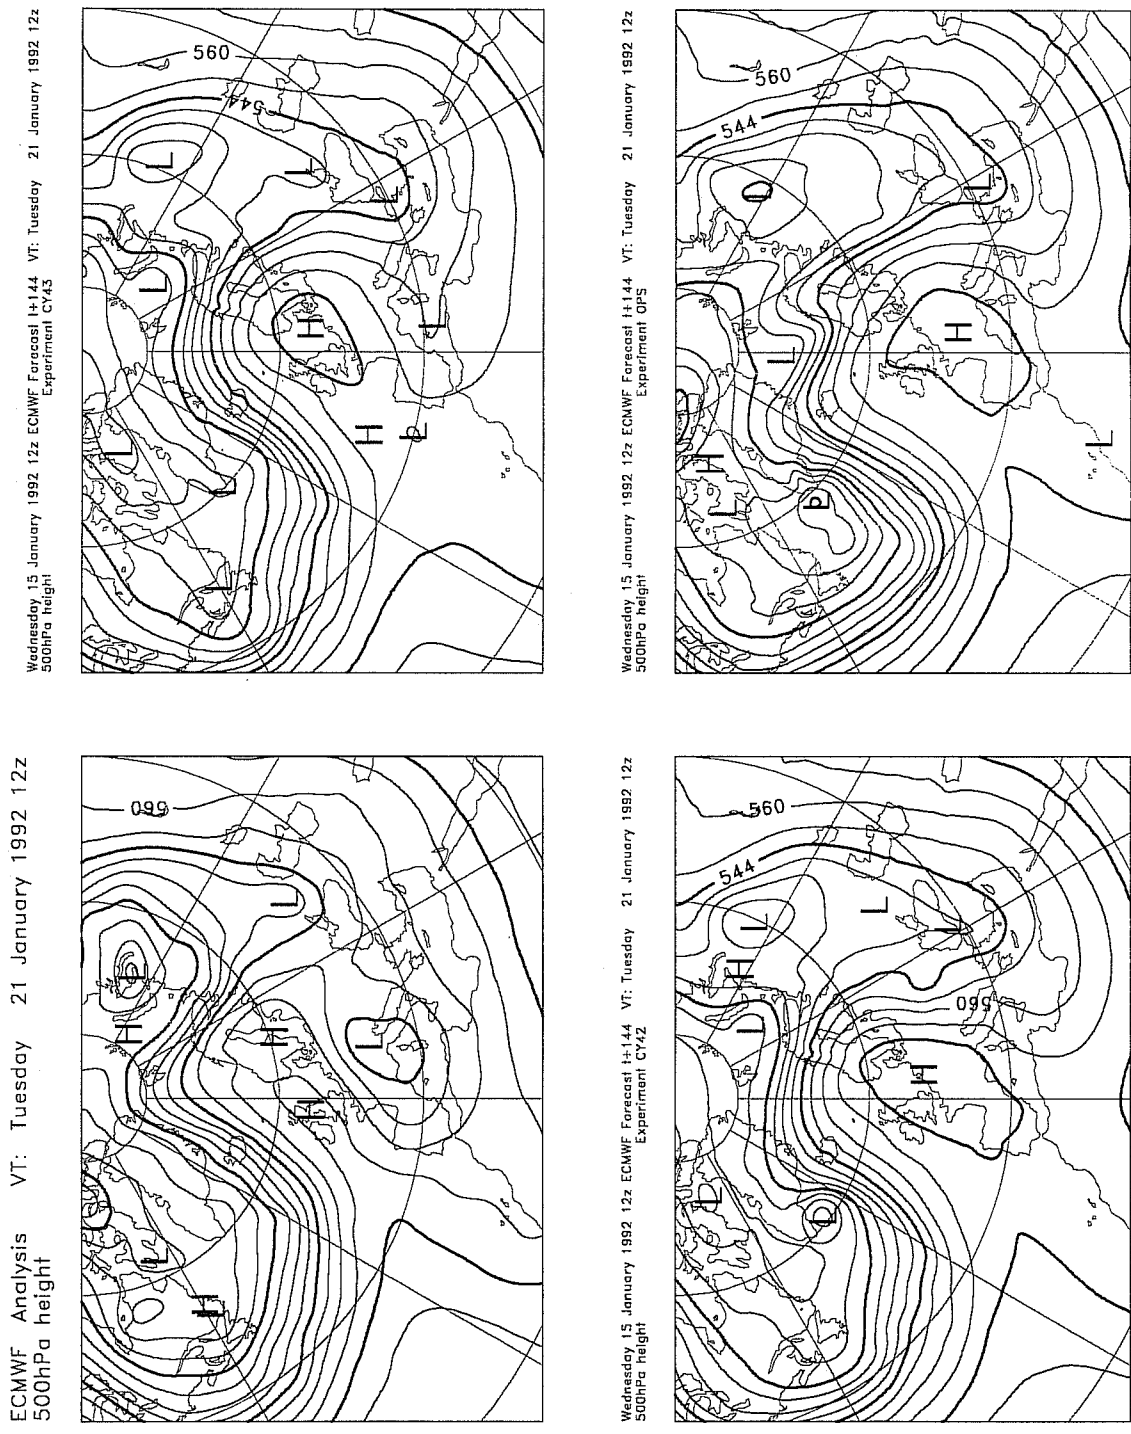 ECMWF Analysis VT: Tuesday 21 January 1992 12z
500hPa height
560
L
L
H
H
L
H
L
H
Wednesday 15 January 1992 12z ECMWF Forecast t+144 VT: Tuesday 21 January 1992 12z
500hPa height Experiment CY43
560
544
L
L
L
L
H
L
H
L
L
L
L
Wednesday 15 January 1992 12z ECMWF Forecast t+144 VT: Tuesday 21 January 1992 12z
500hPa height Experiment CY42
560
544
L
L
L
H
L
560
H
L
Wednesday 15 January 1992 12z ECMWF Forecast t+144 VT: Tuesday 21 January 1992 12z
500hPa height Experiment OPS
560
544
L
L
H
L
H
L
L
L